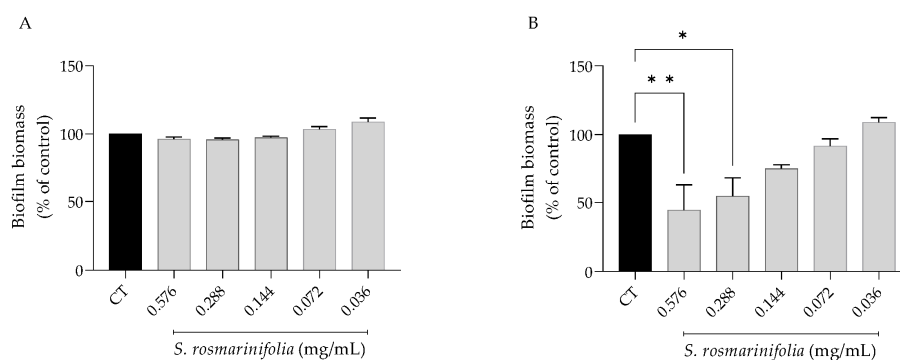 A
Biofilm biomass
(% of control)
150
100
50
0
CT
0.576
0.288
0.144
0.072
0.036
S. rosmarinifolia (mg/mL)
B
Biofilm biomass
(% of control)
150
100
50
0
*
**
CT
0.576
0.288
0.144
0.072
0.036
S. rosmarinifolia (mg/mL)